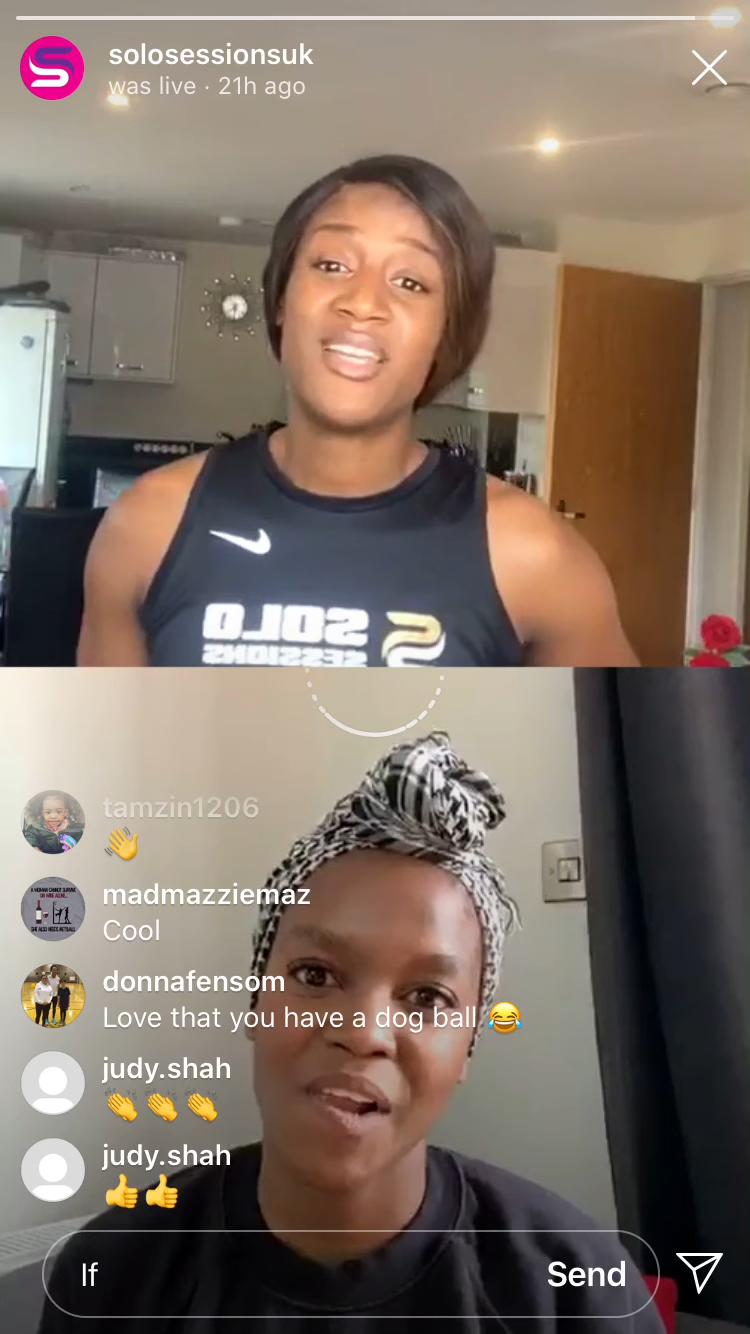 solosessionsuk
was live · 21h ago
SOLO
SESSIONS
tamzin1206
👋
madmazziemaz
Cool
donnafensom
Love that you have a dog ball 😂
judy.shah
👏👏👏
judy.shah
👍👍
If
Send